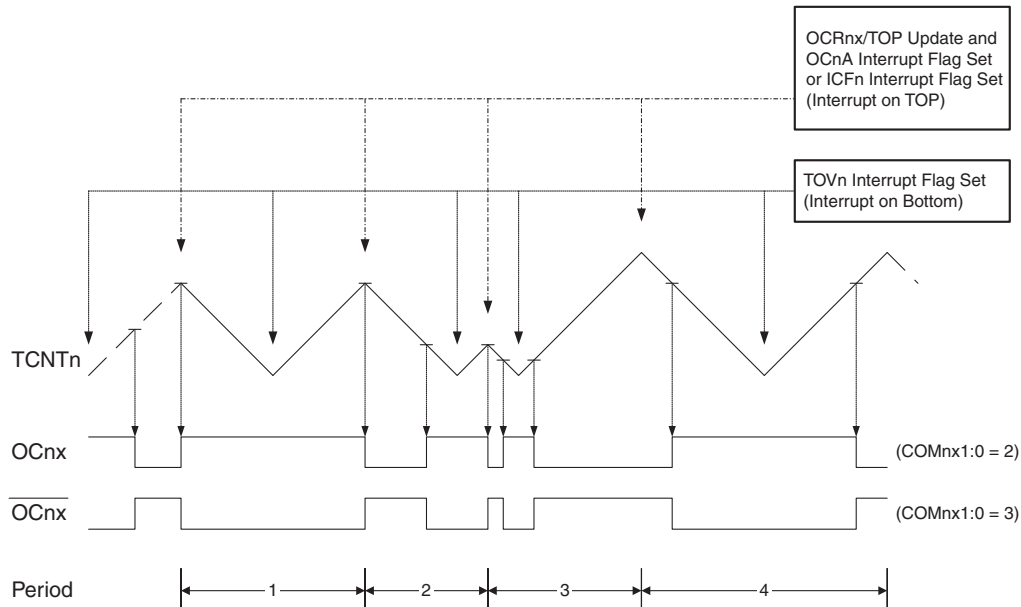 OCRnx/TOP Update and
OCnA Interrupt Flag Set
or ICFn Interrupt Flag Set
(Interrupt on TOP)
TOVn Interrupt Flag Set
(Interrupt on Bottom)
TCNTn
OCnx
(COMnx1:0 = 2)
OCnx
(COMnx1:0 = 3)
Period
1
2
3
4